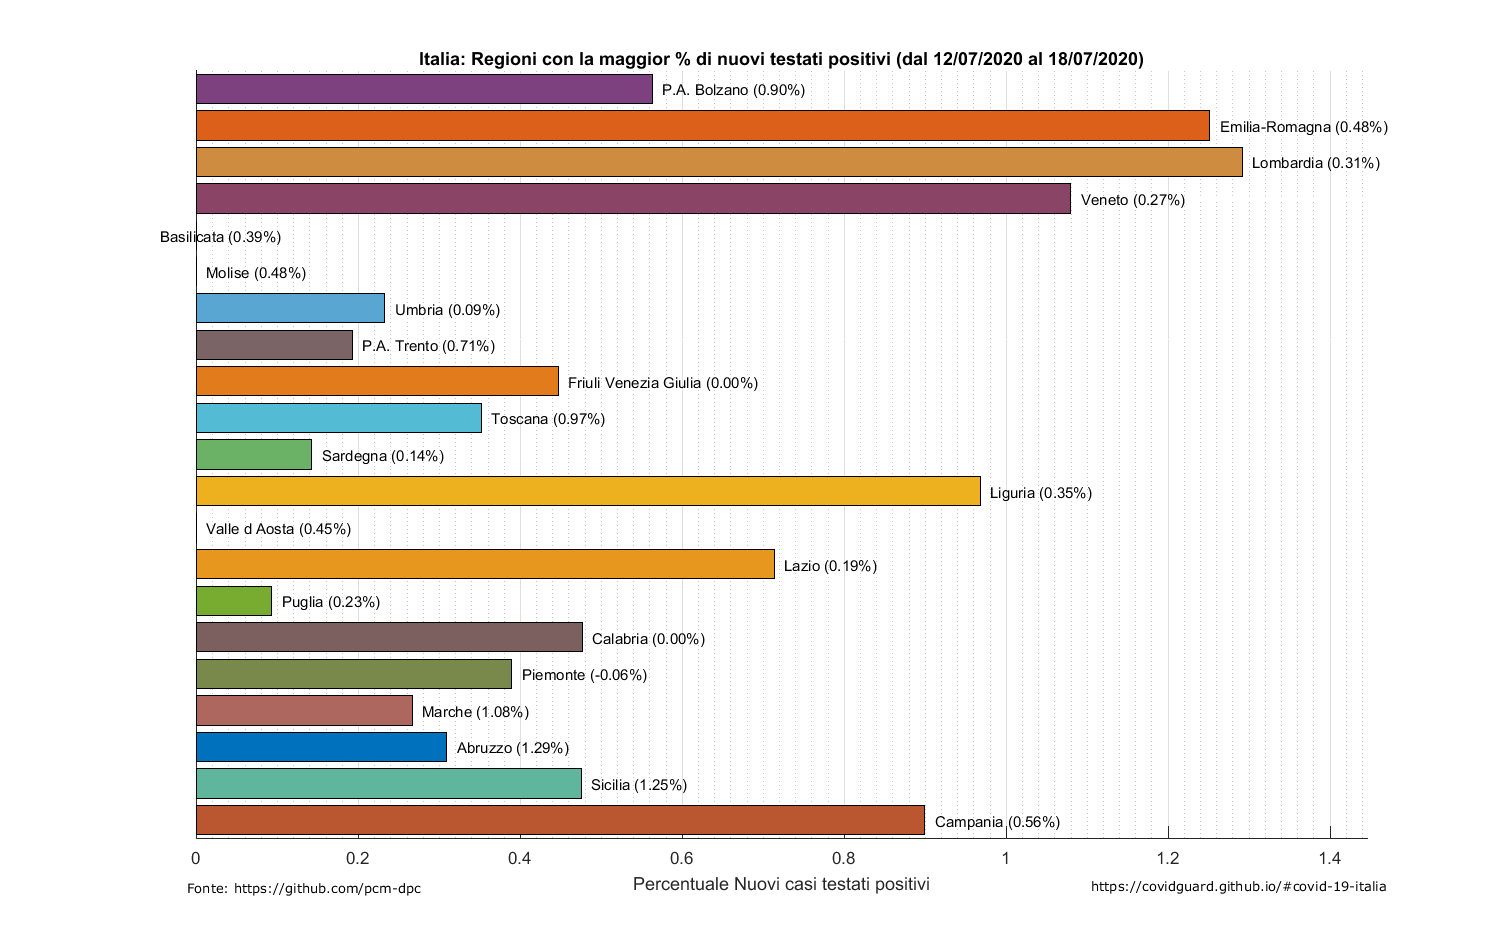 Italia: Regioni con la maggior % di nuovi testati positivi (dal 12/07/2020 al 18/07/2020)
P.A. Bolzano (0.90%)
Emilia-Romagna (0.48%)
Lombardia (0.31%)
Veneto (0.27%)
Basilicata (0.39%)
Molise (0.48%)
Umbria (0.09%)
P.A. Trento (0.71%)
Friuli Venezia Giulia (0.00%)
Toscana (0.97%)
Sardegna (0.14%)
Liguria (0.35%)
Valle d Aosta (0.45%)
Lazio (0.19%)
Puglia (0.23%)
Calabria (0.00%)
Piemonte (-0.06%)
Marche (1.08%)
Abruzzo (1.29%)
Sicilia (1.25%)
Campania (0.56%)
0 0.2 0.4 0.6 0.8 1 1.2 1.4
Percentuale Nuovi casi testati positivi
Fonte: https://github.com/pcm-dpc
https://covidguard.github.io/#covid-19-italia